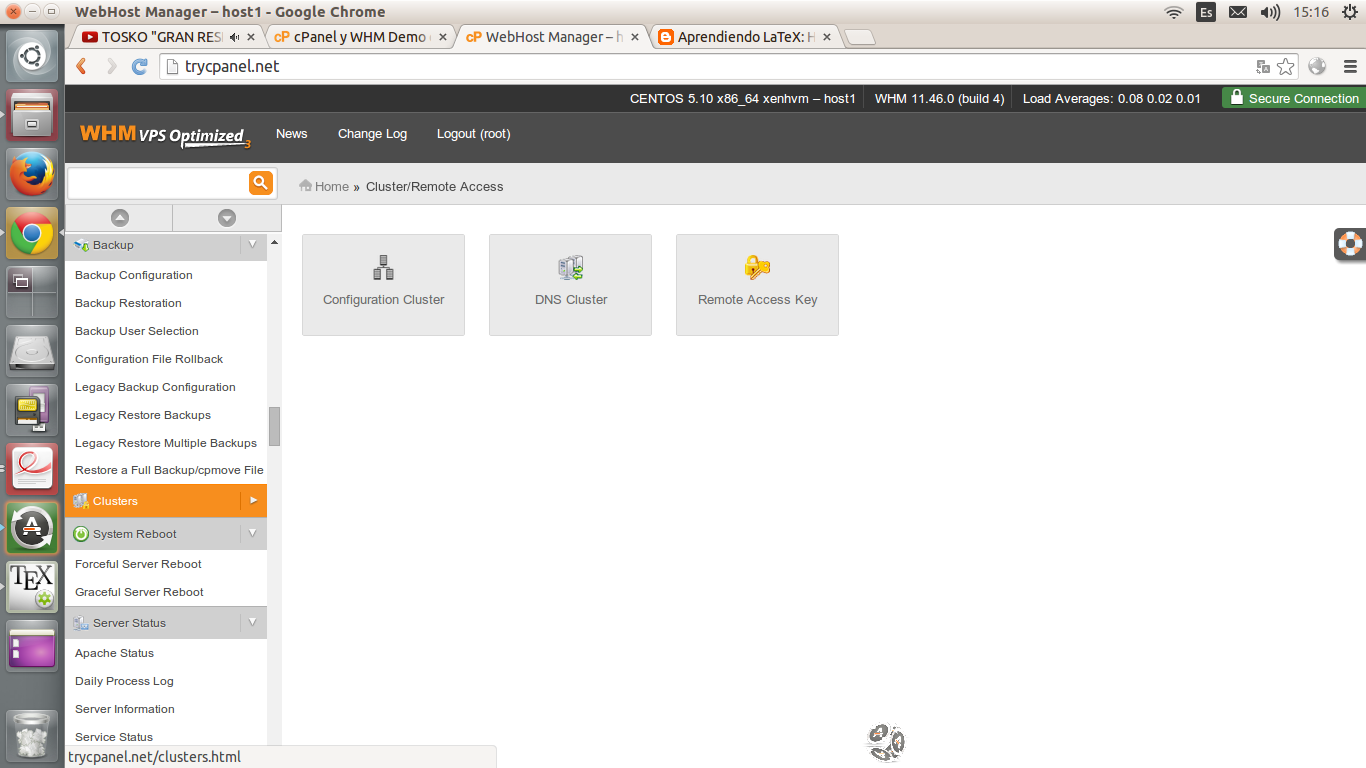 WebHost Manager – host1 - Google Chrome
Es
15:16
TOSKO "GRAN RES
cP cPanel y WHM Demo
cP WebHost Manager – h
Aprendiendo LaTeX: H
trycpanel.net
CENTOS 5.10 x86_64 xenhvm – host1
WHM 11.46.0 (build 4)
Load Averages: 0.08 0.02 0.01
Secure Connection
WHM VPS Optimized 3
News
Change Log
Logout (root)
Home » Cluster/Remote Access
Backup
Backup Configuration
Backup Restoration
Backup User Selection
Configuration File Rollback
Legacy Backup Configuration
Legacy Restore Backups
Legacy Restore Multiple Backups
Restore a Full Backup/cpmove File
Clusters
System Reboot
Forceful Server Reboot
Graceful Server Reboot
Server Status
Apache Status
Daily Process Log
Server Information
Service Status
Configuration Cluster
DNS Cluster
Remote Access Key
TEX
trycpanel.net/clusters.html